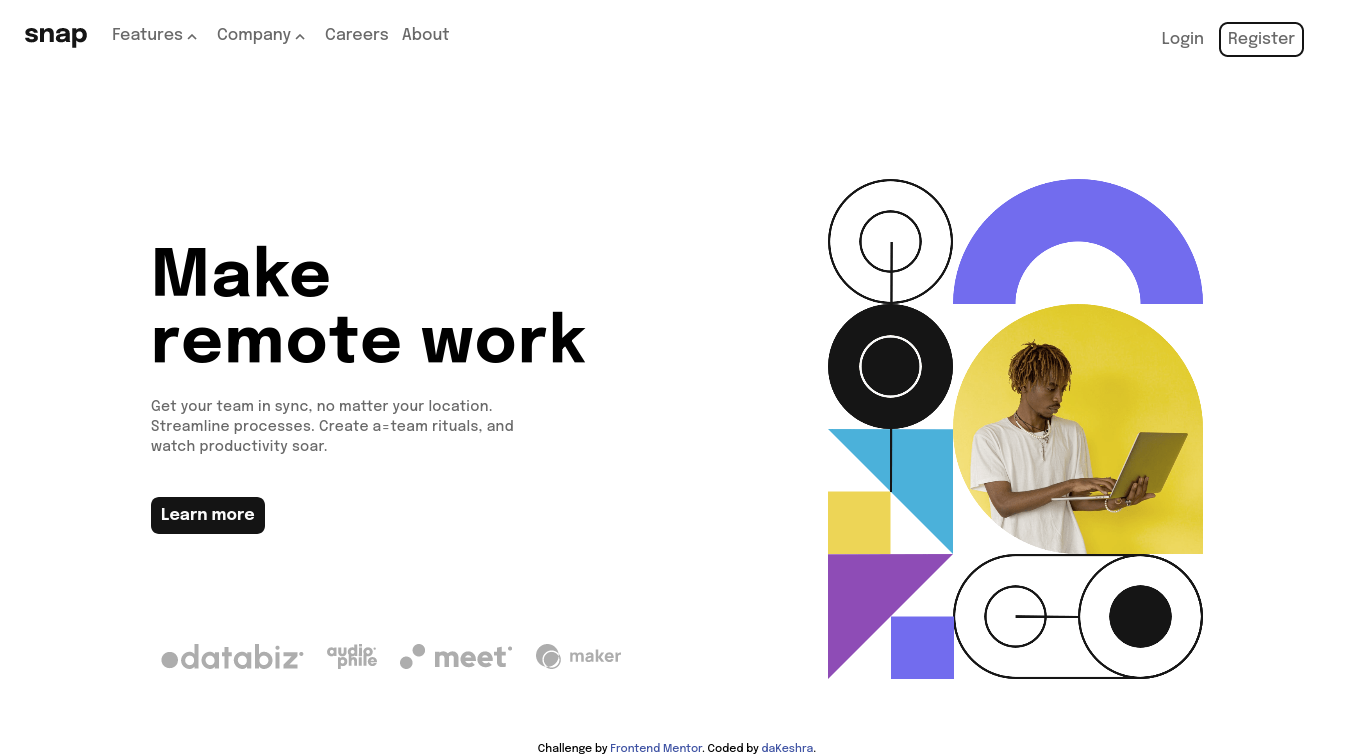 snap Features Company Careers About Login Register
Make
remote work
Get your team in sync, no matter your location.
Streamline processes. Create a=team rituals, and
watch productivity soar.
Learn more
databiz audiophile meet maker
Challenge by Frontend Mentor. Coded by daKeshra.